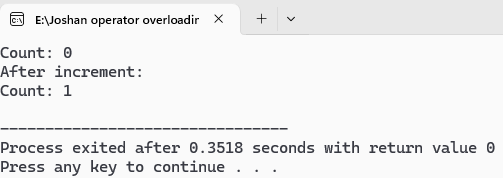 E:\Joshan operator overloadir
Count: 0
After increment:
Count: 1
--------------------------------
Process exited after 0.3518 seconds with return value 0
Press any key to continue . . .